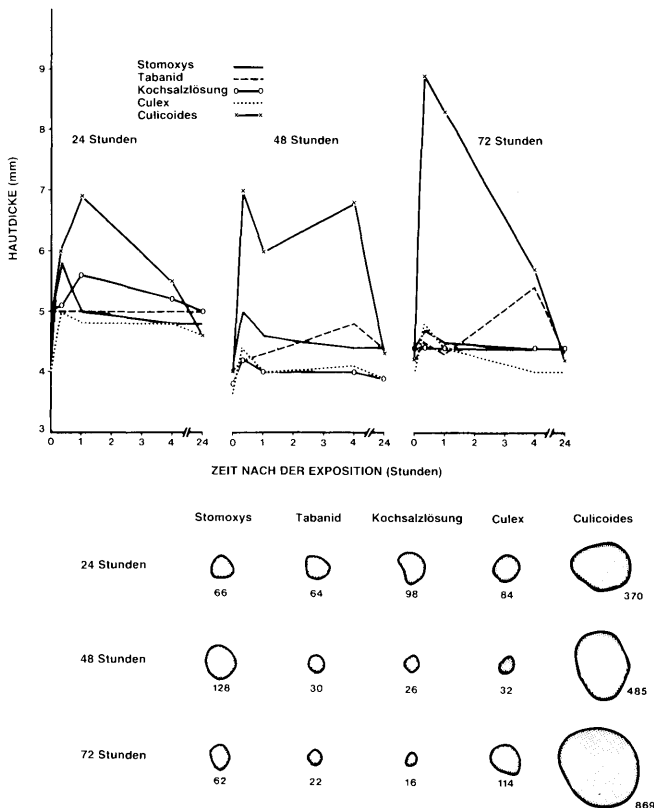 Stomoxys
Tabanid
Kochsalzlösung
Culex
Culicoides
24 Stunden
48 Stunden
72 Stunden
HAUTDICKE (mm)
9
8
7
6
5
4
3
0 1 2 3 4 24
0 1 2 3 4 24
0 1 2 3 4 24
ZEIT NACH DER EXPOSITION (Stunden)
Stomoxys Tabanid Kochsalzlösung Culex Culicoides
24 Stunden
66 64 98 84 370
48 Stunden
128 30 26 32 485
72 Stunden
62 22 16 114 869